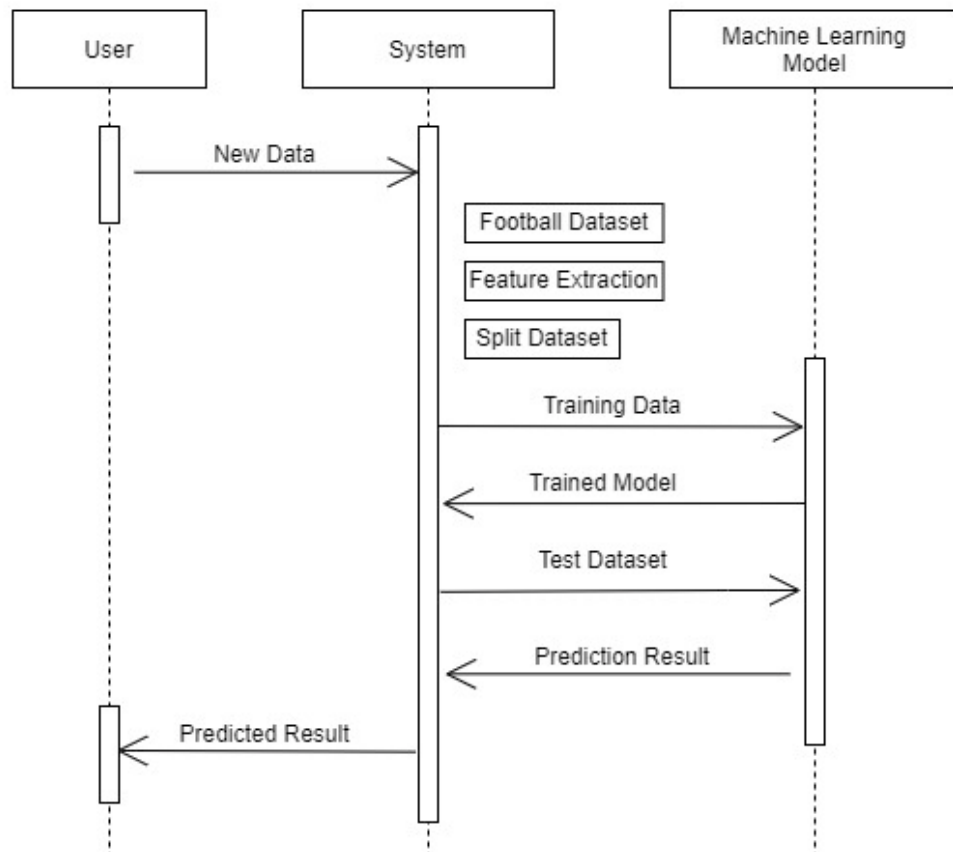 User
System
Machine Learning
Model
New Data
Football Dataset
Feature Extraction
Split Dataset
Training Data
Trained Model
Test Dataset
Prediction Result
Predicted Result